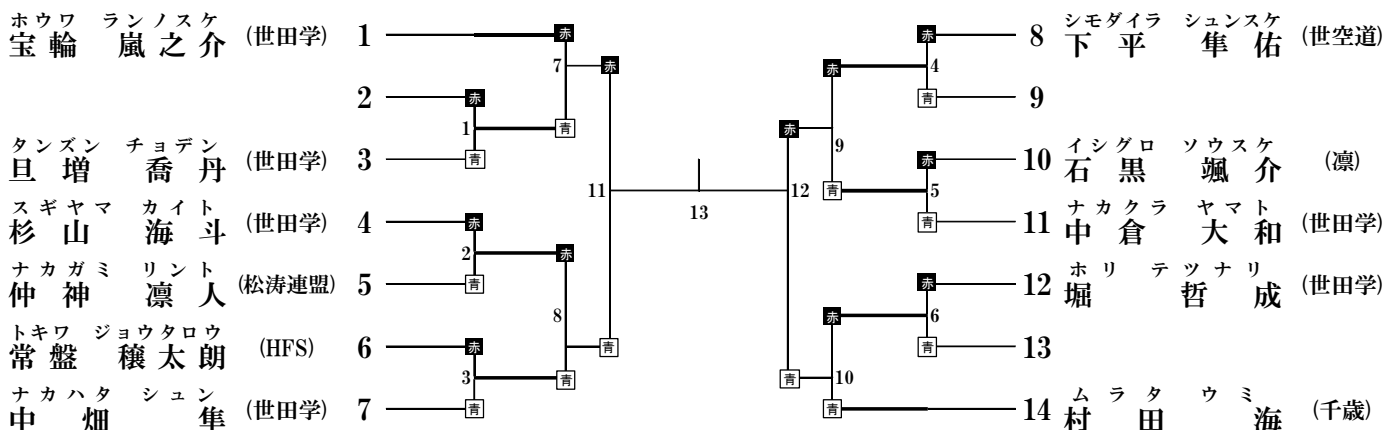 ホウワ ランノスケ
宝輪 嵐之介 (世田学) 1
2
タンズン チョデン
旦増 喬丹 (世田学) 3
スギヤマ カイト
杉山 海斗 (世田学) 4
ナカガミ リント
仲神 凛人 (松涛連盟) 5
トキワ ジョウタロウ
常盤 穣太朗 (HFS) 6
ナカハタ シュン
中畑 隼 (世田学) 7
赤
赤
青
赤
青
赤
青
赤
青
赤
青
1
2
3
7
8
赤
青
11
13
12
赤
青
9
10
赤
青
赤
青
4
5
6
赤
青
赤
青
赤
青
シモダイラ シュンスケ
8 下平 隼佑 (世空道)
9
イシグロ ソウスケ
10 石黒 颯介 (凛)
ナカクラ ヤマト
11 中倉 大和 (世田学)
ホリ テツナリ
12 堀 哲成 (世田学)
13
ムラタ ウミ
14 村田 海 (千歳)